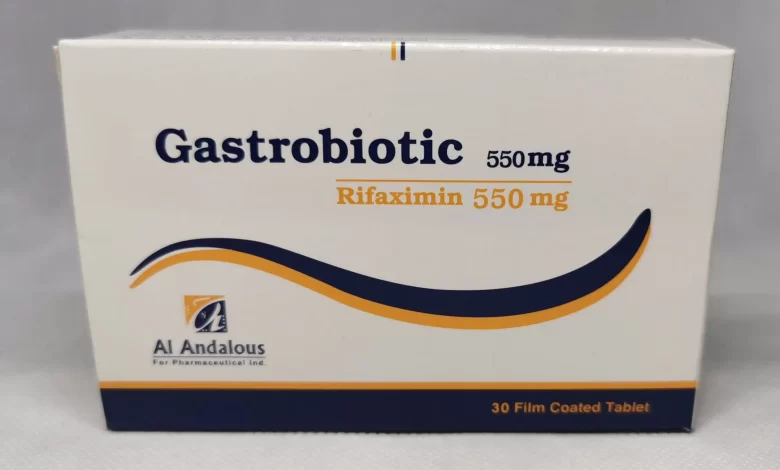 Gastrobiotic 550mg
Rifaximin 550 mg
Al Andalous
For Pharmaceutical Ind.
30 Film Coated Tablet